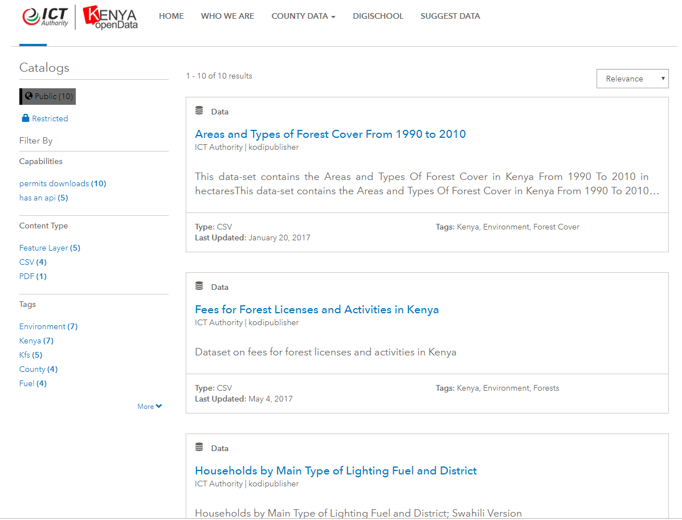 ICT Authority KENYA openData
HOME WHO WE ARE COUNTY DATA DIGISCHOOL SUGGEST DATA
Catalogs
Public (10)
Restricted
Filter By
Capabilities
permits downloads (10)
has an api (5)
Content Type
Feature Layer (5)
CSV (4)
PDF (1)
Tags
Environment (7)
Kenya (7)
Kfs (5)
County (4)
Fuel (4)
More
1 - 10 of 10 results
Relevance
Data
Areas and Types of Forest Cover From 1990 to 2010
ICT Authority | kodipublisher
This data-set contains the Areas and Types Of Forest Cover in Kenya From 1990 To 2010 in
hectaresThis data-set contains the Areas and Types Of Forest Cover in Kenya From 1990 To 2010...
Type: CSV
Last Updated: January 20, 2017
Tags: Kenya, Environment, Forest Cover
Data
Fees for Forest Licenses and Activities in Kenya
ICT Authority | kodipublisher
Dataset on fees for forest licenses and activities in Kenya
Type: CSV
Last Updated: May 4, 2017
Tags: Kenya, Environment, Forests
Data
Households by Main Type of Lighting Fuel and District
ICT Authority | kodipublisher
Households by Main Type of Lighting Fuel and District; Swahili Version